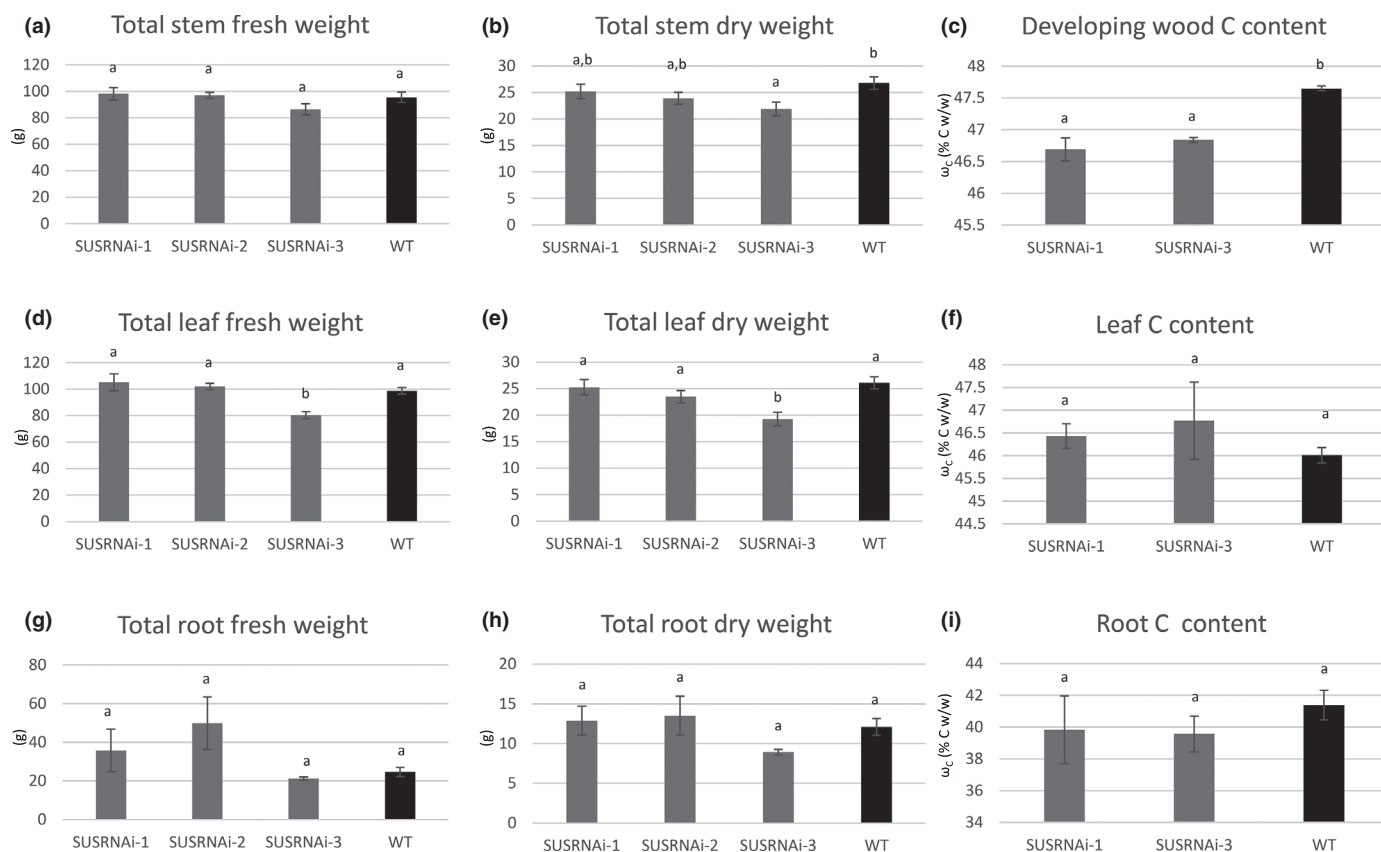 (a) Total stem fresh weight
a a a a
120
100
80
60
40
20
0
(g)
SUSRNAi-1 SUSRNAi-2 SUSRNAi-3 WT
(b) Total stem dry weight
a,b a,b a b
30
25
20
15
10
5
0
(g)
SUSRNAi-1 SUSRNAi-2 SUSRNAi-3 WT
(c) Developing wood C content
a a b
48
47.5
47
46.5
46
45.5
ωC (% C w/w)
SUSRNAi-1 SUSRNAi-3 WT
(d) Total leaf fresh weight
a a b a
120
100
80
60
40
20
0
(g)
SUSRNAi-1 SUSRNAi-2 SUSRNAi-3 WT
(e) Total leaf dry weight
a a b a
30
25
20
15
10
5
0
(g)
SUSRNAi-1 SUSRNAi-2 SUSRNAi-3 WT
(f) Leaf C content
a a a
48
47.5
47
46.5
46
45.5
45
44.5
ωC (% C w/w)
SUSRNAi-1 SUSRNAi-3 WT
(g) Total root fresh weight
a a a a
80
60
40
20
0
(g)
SUSRNAi-1 SUSRNAi-2 SUSRNAi-3 WT
(h) Total root dry weight
a a a a
20
15
10
5
0
(g)
SUSRNAi-1 SUSRNAi-2 SUSRNAi-3 WT
(i) Root C content
a a a
44
42
40
38
36
34
ωC (% C w/w)
SUSRNAi-1 SUSRNAi-3 WT